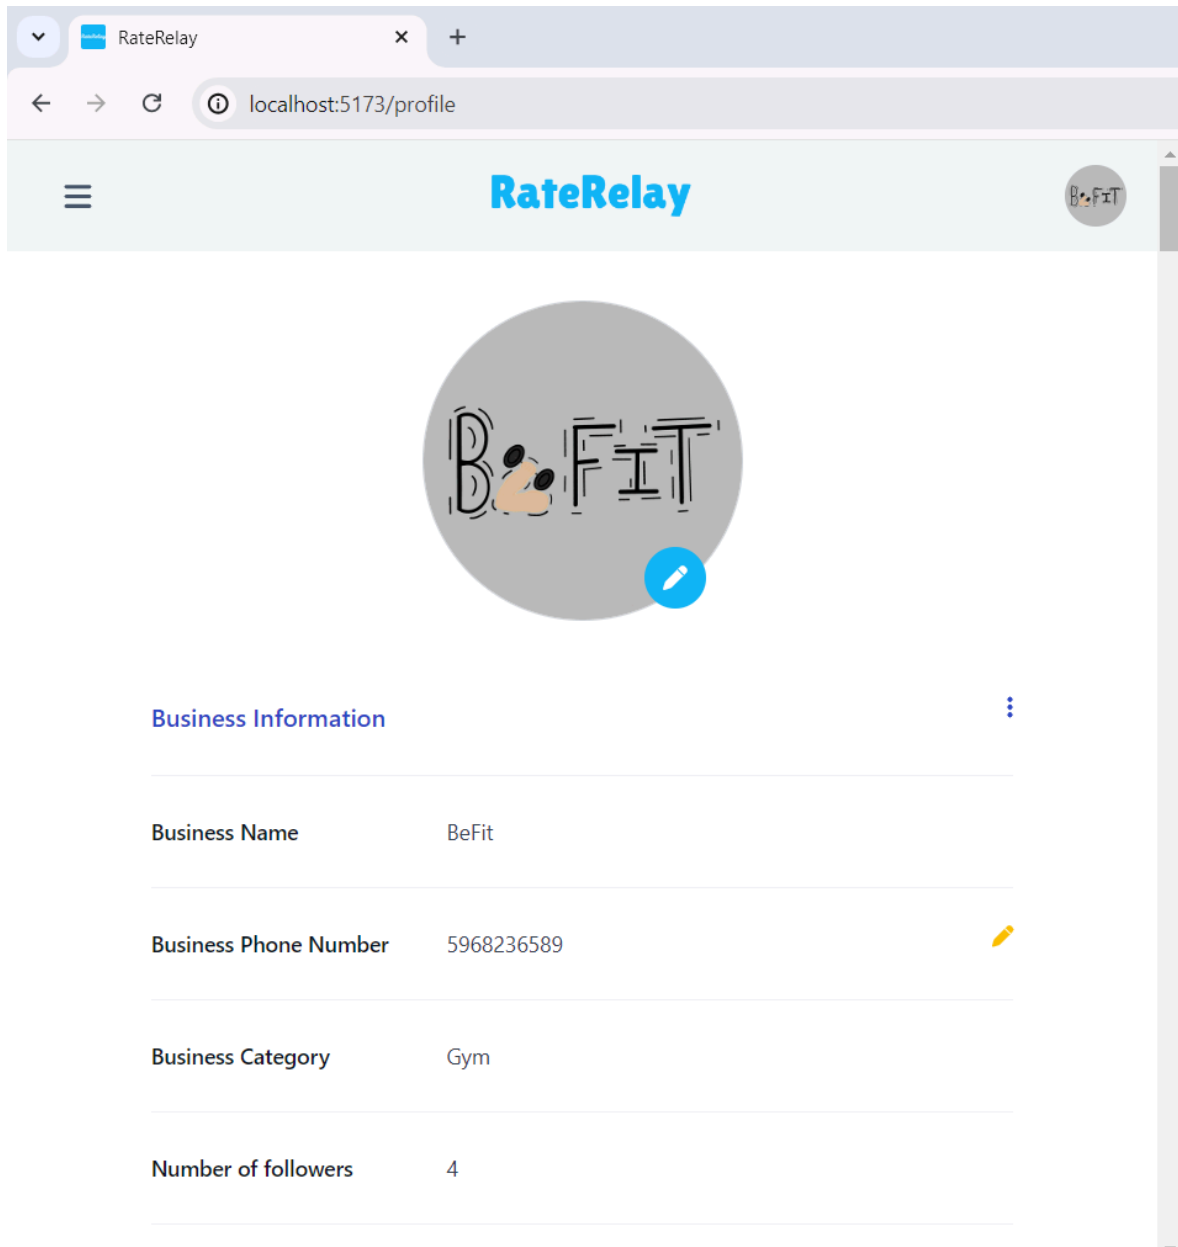 RateRelay
localhost:5173/profile
RateRelay
BeFIT
BeFIT
Business Information
Business Name BeFit
Business Phone Number 5968236589
Business Category Gym
Number of followers 4